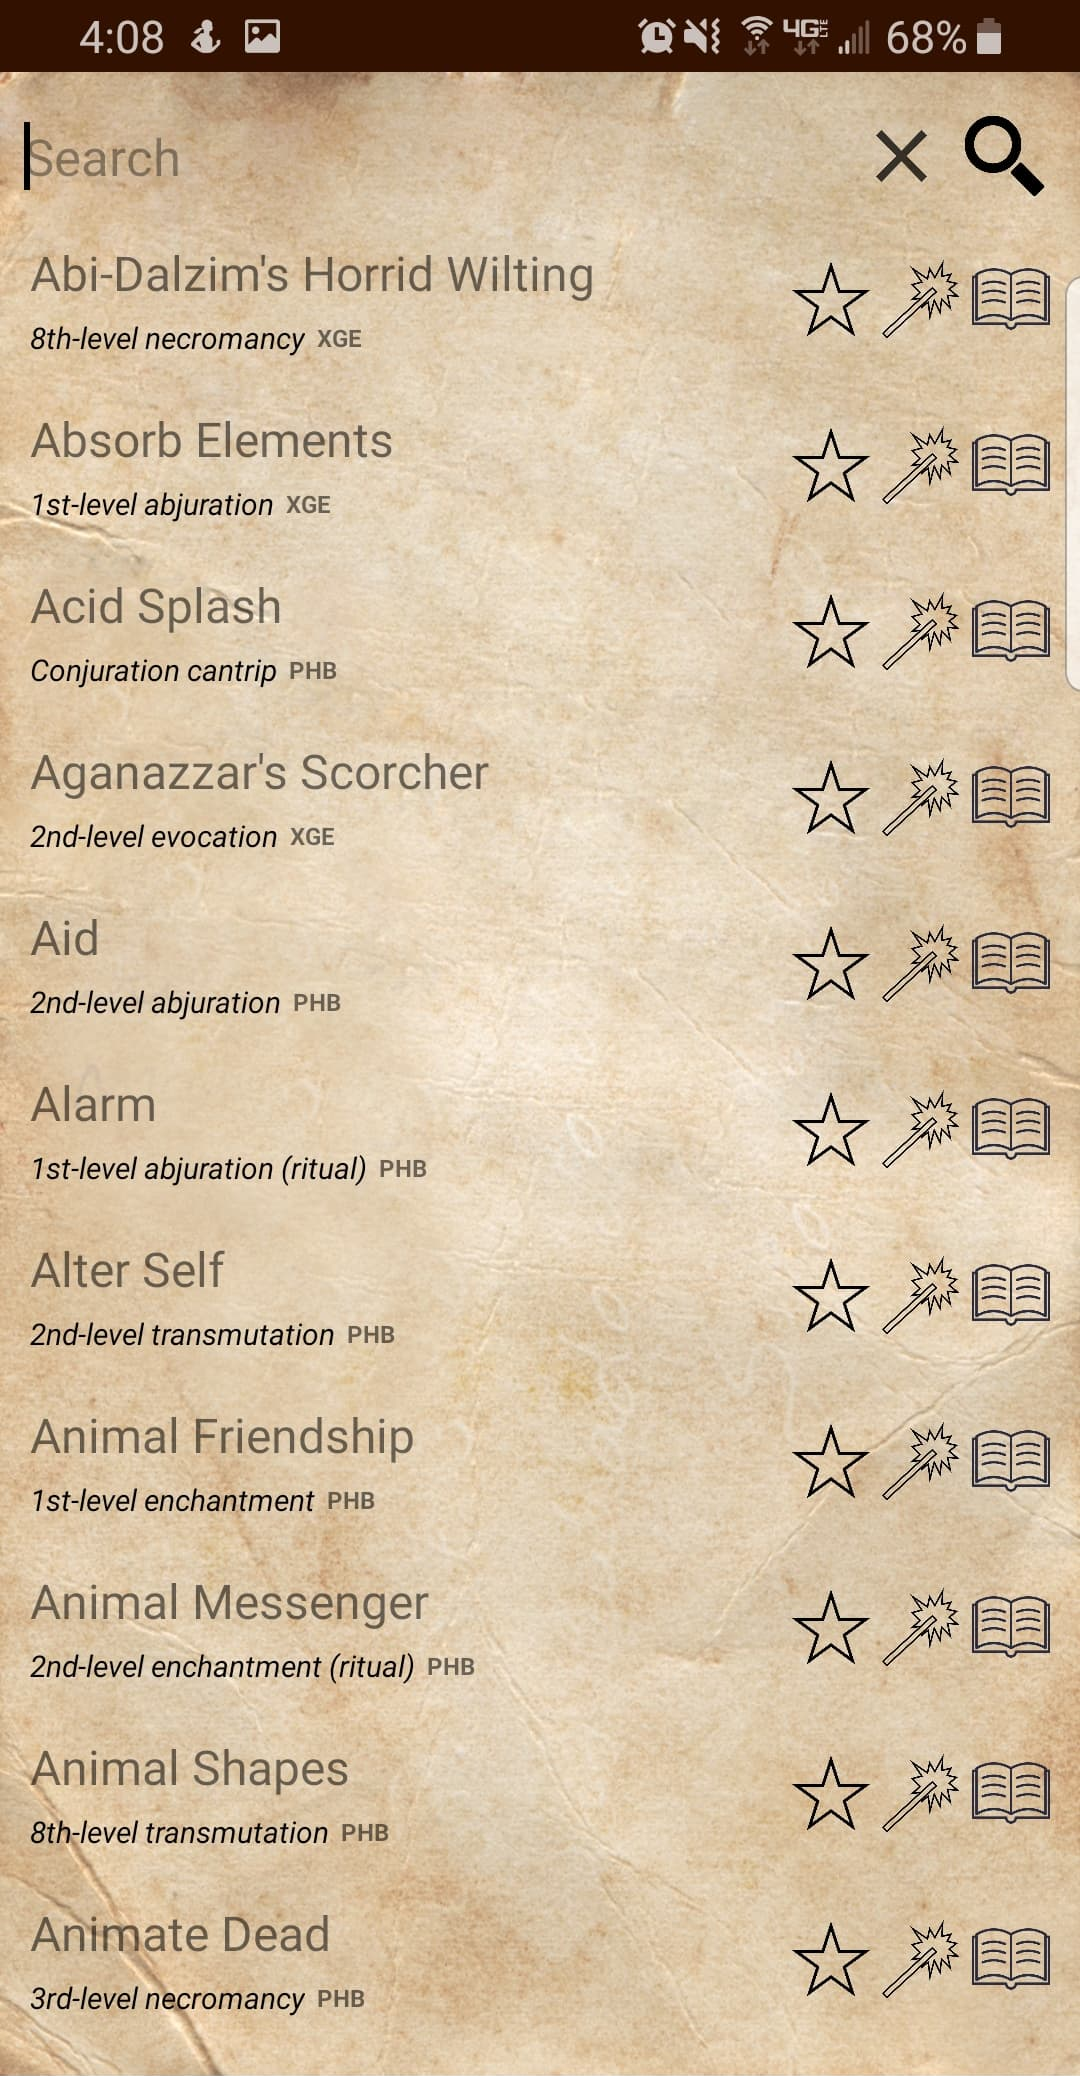 4:08 4G LTE 68%
Search
Abi-Dalzim's Horrid Wilting
8th-level necromancy XGE
Absorb Elements
1st-level abjuration XGE
Acid Splash
Conjuration cantrip PHB
Aganazzar's Scorcher
2nd-level evocation XGE
Aid
2nd-level abjuration PHB
Alarm
1st-level abjuration (ritual) PHB
Alter Self
2nd-level transmutation PHB
Animal Friendship
1st-level enchantment PHB
Animal Messenger
2nd-level enchantment (ritual) PHB
Animal Shapes
8th-level transmutation PHB
Animate Dead
3rd-level necromancy PHB